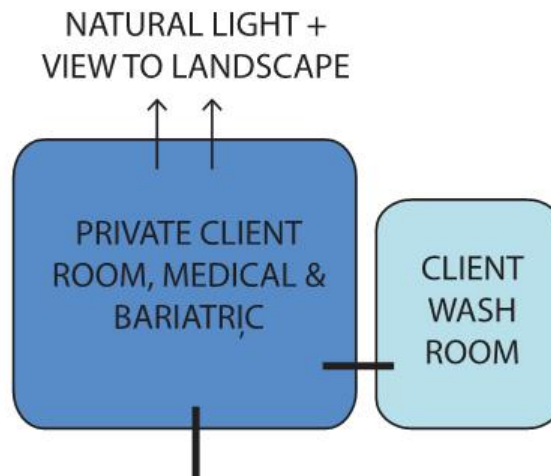 NATURAL LIGHT +
VIEW TO LANDSCAPE
PRIVATE CLIENT
ROOM, MEDICAL &
BARIATRIC
CLIENT
WASH
ROOM